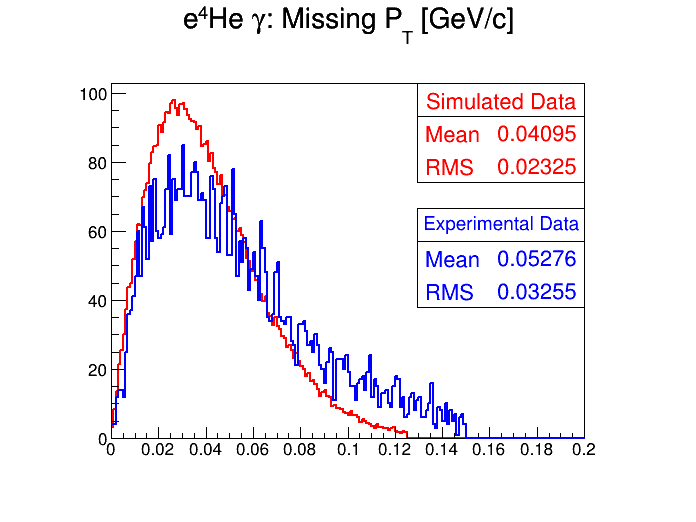 e⁴He γ: Missing P_T [GeV/c]
Simulated Data
Mean 0.04095
RMS 0.02325
Experimental Data
Mean 0.05276
RMS 0.03255
100
80
60
40
20
0
0 0.02 0.04 0.06 0.08 0.1 0.12 0.14 0.16 0.18 0.2